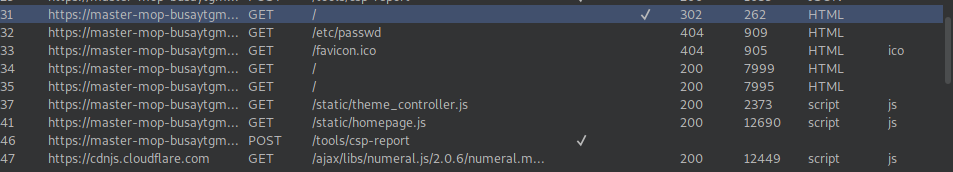 31 https://master-mop-busaytgm... GET / ✓ 302 262 HTML
32 https://master-mop-busaytgm... GET /etc/passwd 404 909 HTML
33 https://master-mop-busaytgm... GET /favicon.ico 404 905 HTML ico
34 https://master-mop-busaytgm... GET / 200 7999 HTML
35 https://master-mop-busaytgm... GET / 200 7995 HTML
37 https://master-mop-busaytgm... GET /static/theme_controller.js 200 2373 script js
41 https://master-mop-busaytgm... GET /static/homepage.js 200 12690 script js
46 https://master-mop-busaytgm... POST /tools/csp-report ✓
47 https://cdnjs.cloudflare.com GET /ajax/libs/numeral.js/2.0.6/numeral.m... 200 12449 script js